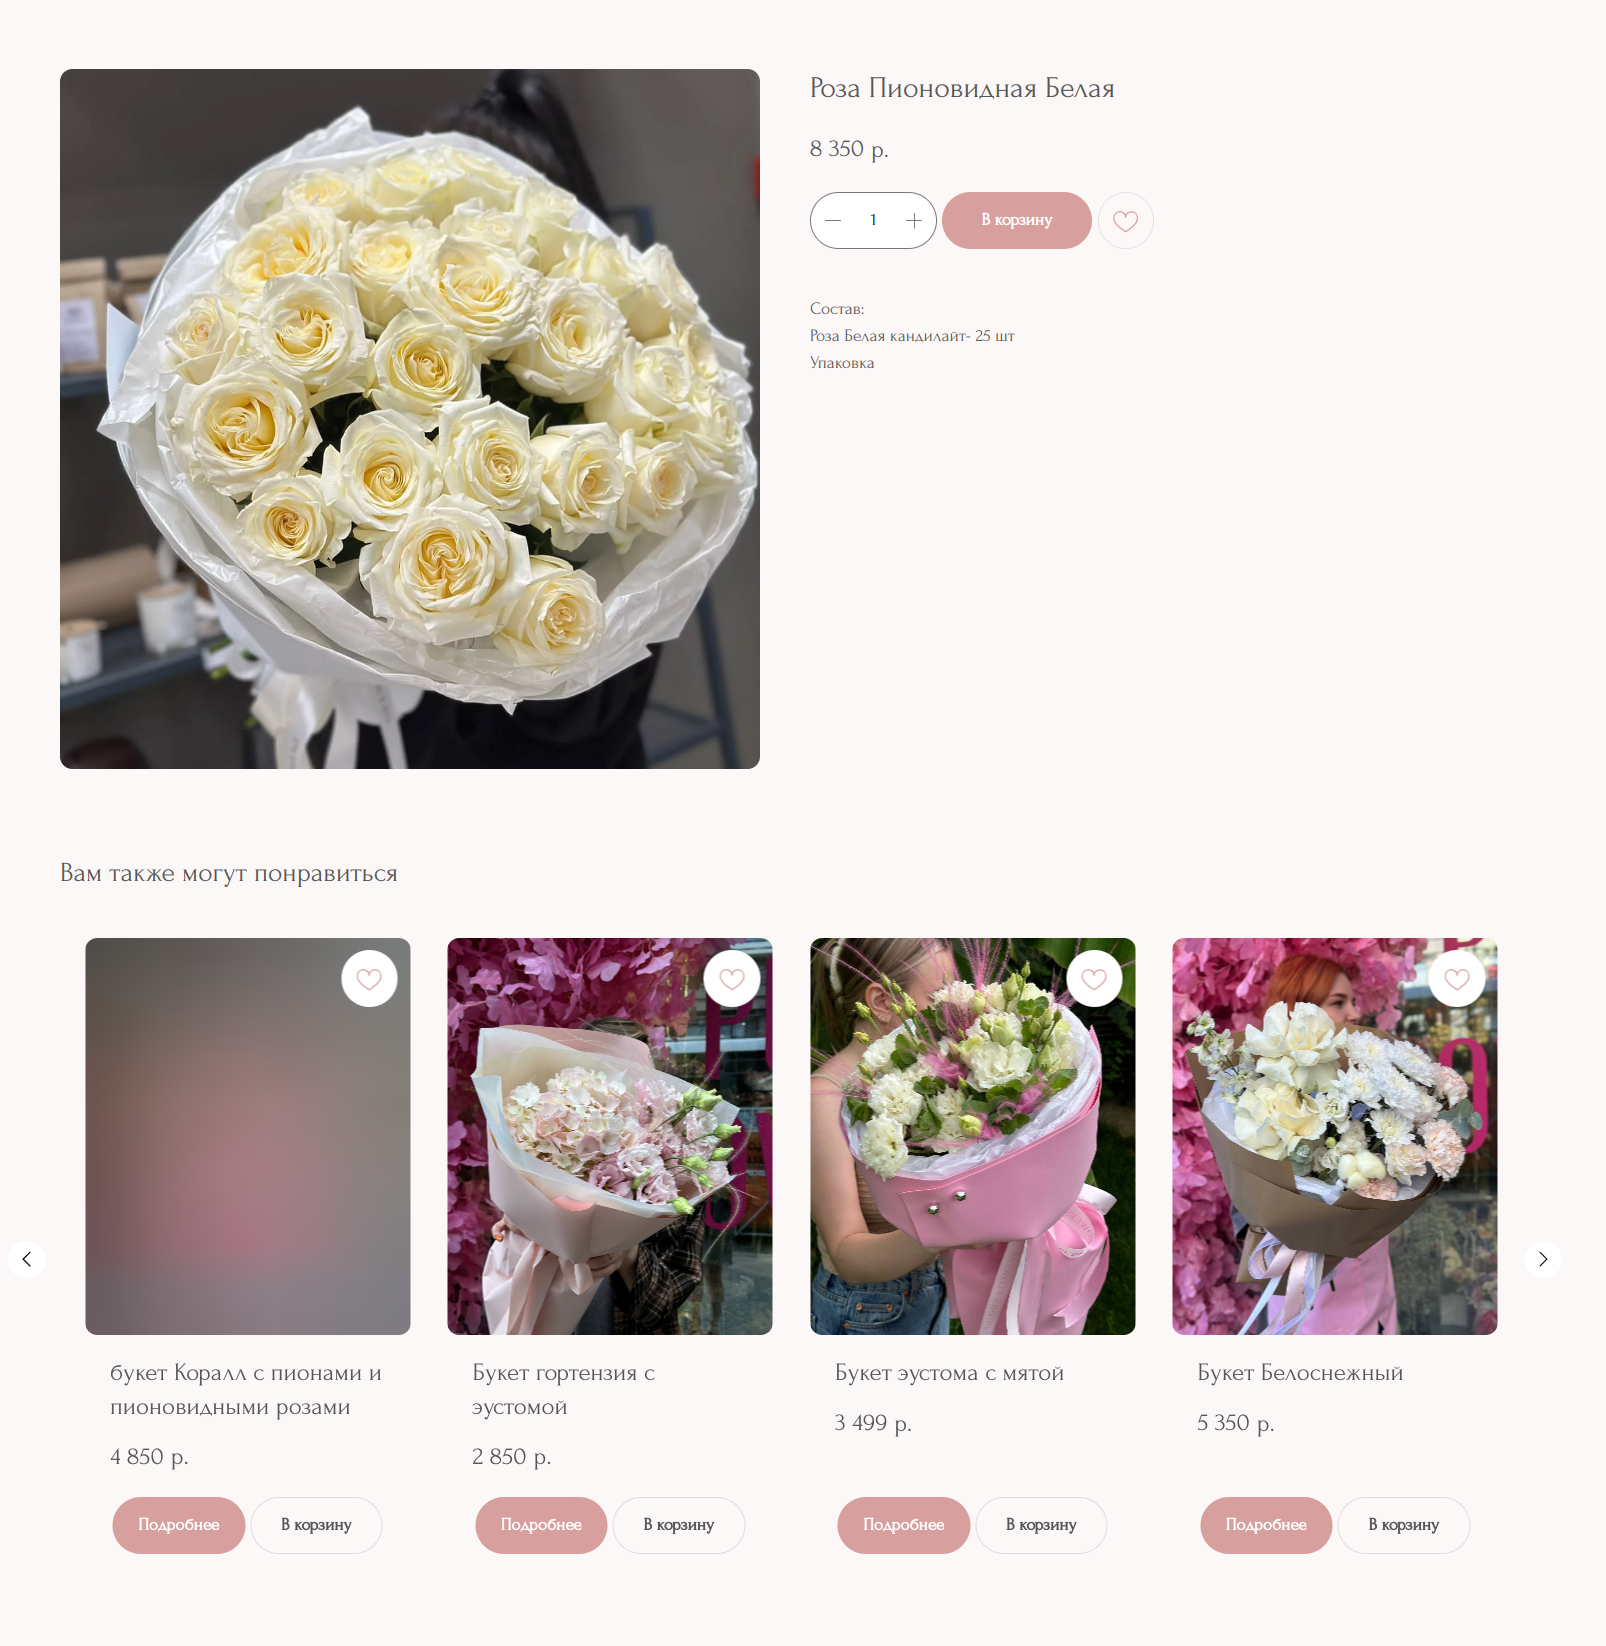 Роза Пионовидная Белая
8 350 р.
1
В корзину
Состав:
Роза Белая кандилайт- 25 шт
Упаковка
Вам также могут понравиться
букет Коралл с пионами и
пионовидными розами
4 850 р.
Подробнее
В корзину
Букет гортензия с
эустомой
2 850 р.
Подробнее
В корзину
Букет эустома с мятой
3 499 р.
Подробнее
В корзину
Букет Белоснежный
5 350 р.
Подробнее
В корзину